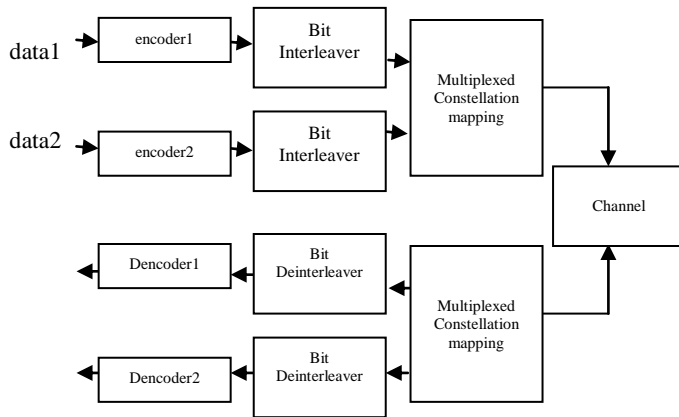 data1
encoder1
Bit
Interleaver
Multiplexed
Constellation
mapping
data2
encoder2
Bit
Interleaver
Channel
Dencoder1
Bit
Deinterleaver
Multiplexed
Constellation
mapping
Dencoder2
Bit
Deinterleaver